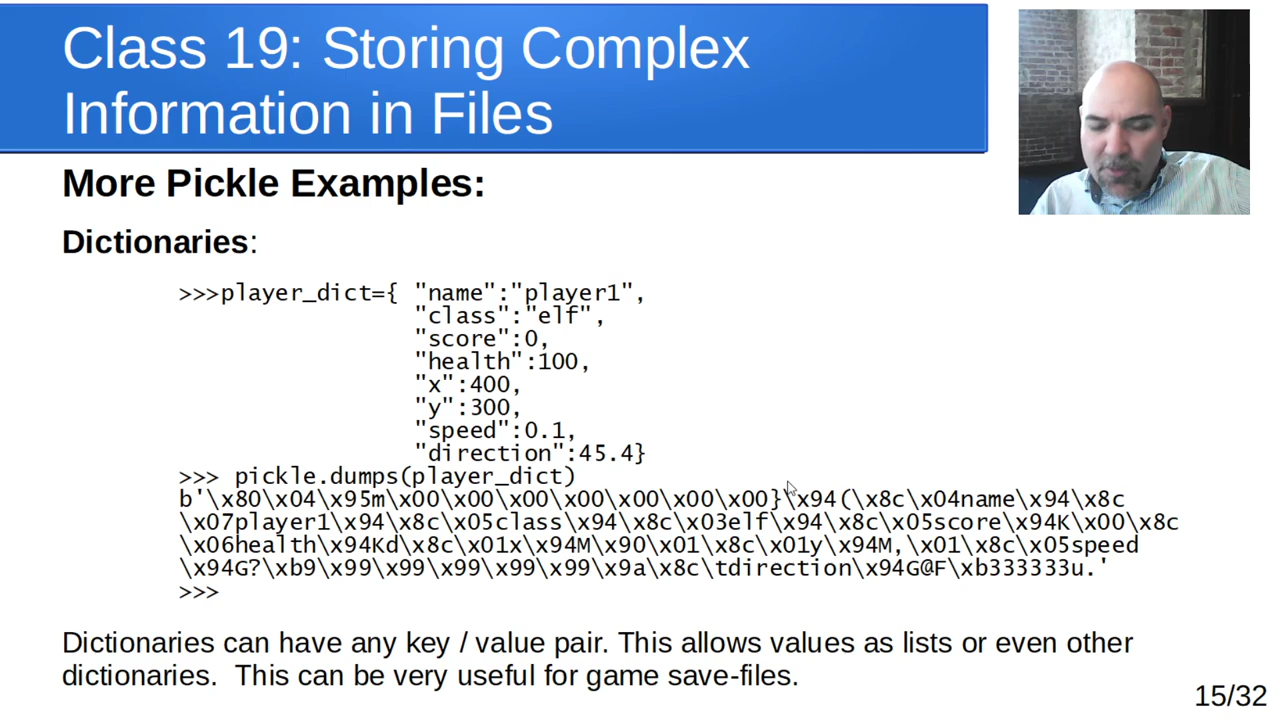 Class 19: Storing Complex
Information in Files
More Pickle Examples:
Dictionaries:
>>>player_dict={ "name":"player1",
"class":"elf",
"score":0,
"health":100,
"x":400,
"y":300,
"speed":0.1,
"direction":45.4}
>>> pickle.dumps(player_dict)
b'\x80\x04\x95m\x00\x00\x00\x00\x00\x00\x00}\x94(\x8c\x04name\x94\x8c
\x07player1\x94\x8c\x05class\x94\x8c\x03elf\x94\x8c\x05score\x94K\x00\x8c
\x06health\x94Kd\x8c\x01x\x94M\x90\x01\x8c\x01y\x94M,\x01\x8c\x05speed
\x94G?\xb9\x99\x99\x99\x99\x99\x9a\x8c\tdirection\x94G@F\xb333333u.'
>>>
Dictionaries can have any key / value pair. This allows values as lists or even other
dictionaries.  This can be very useful for game save-files.
15/32